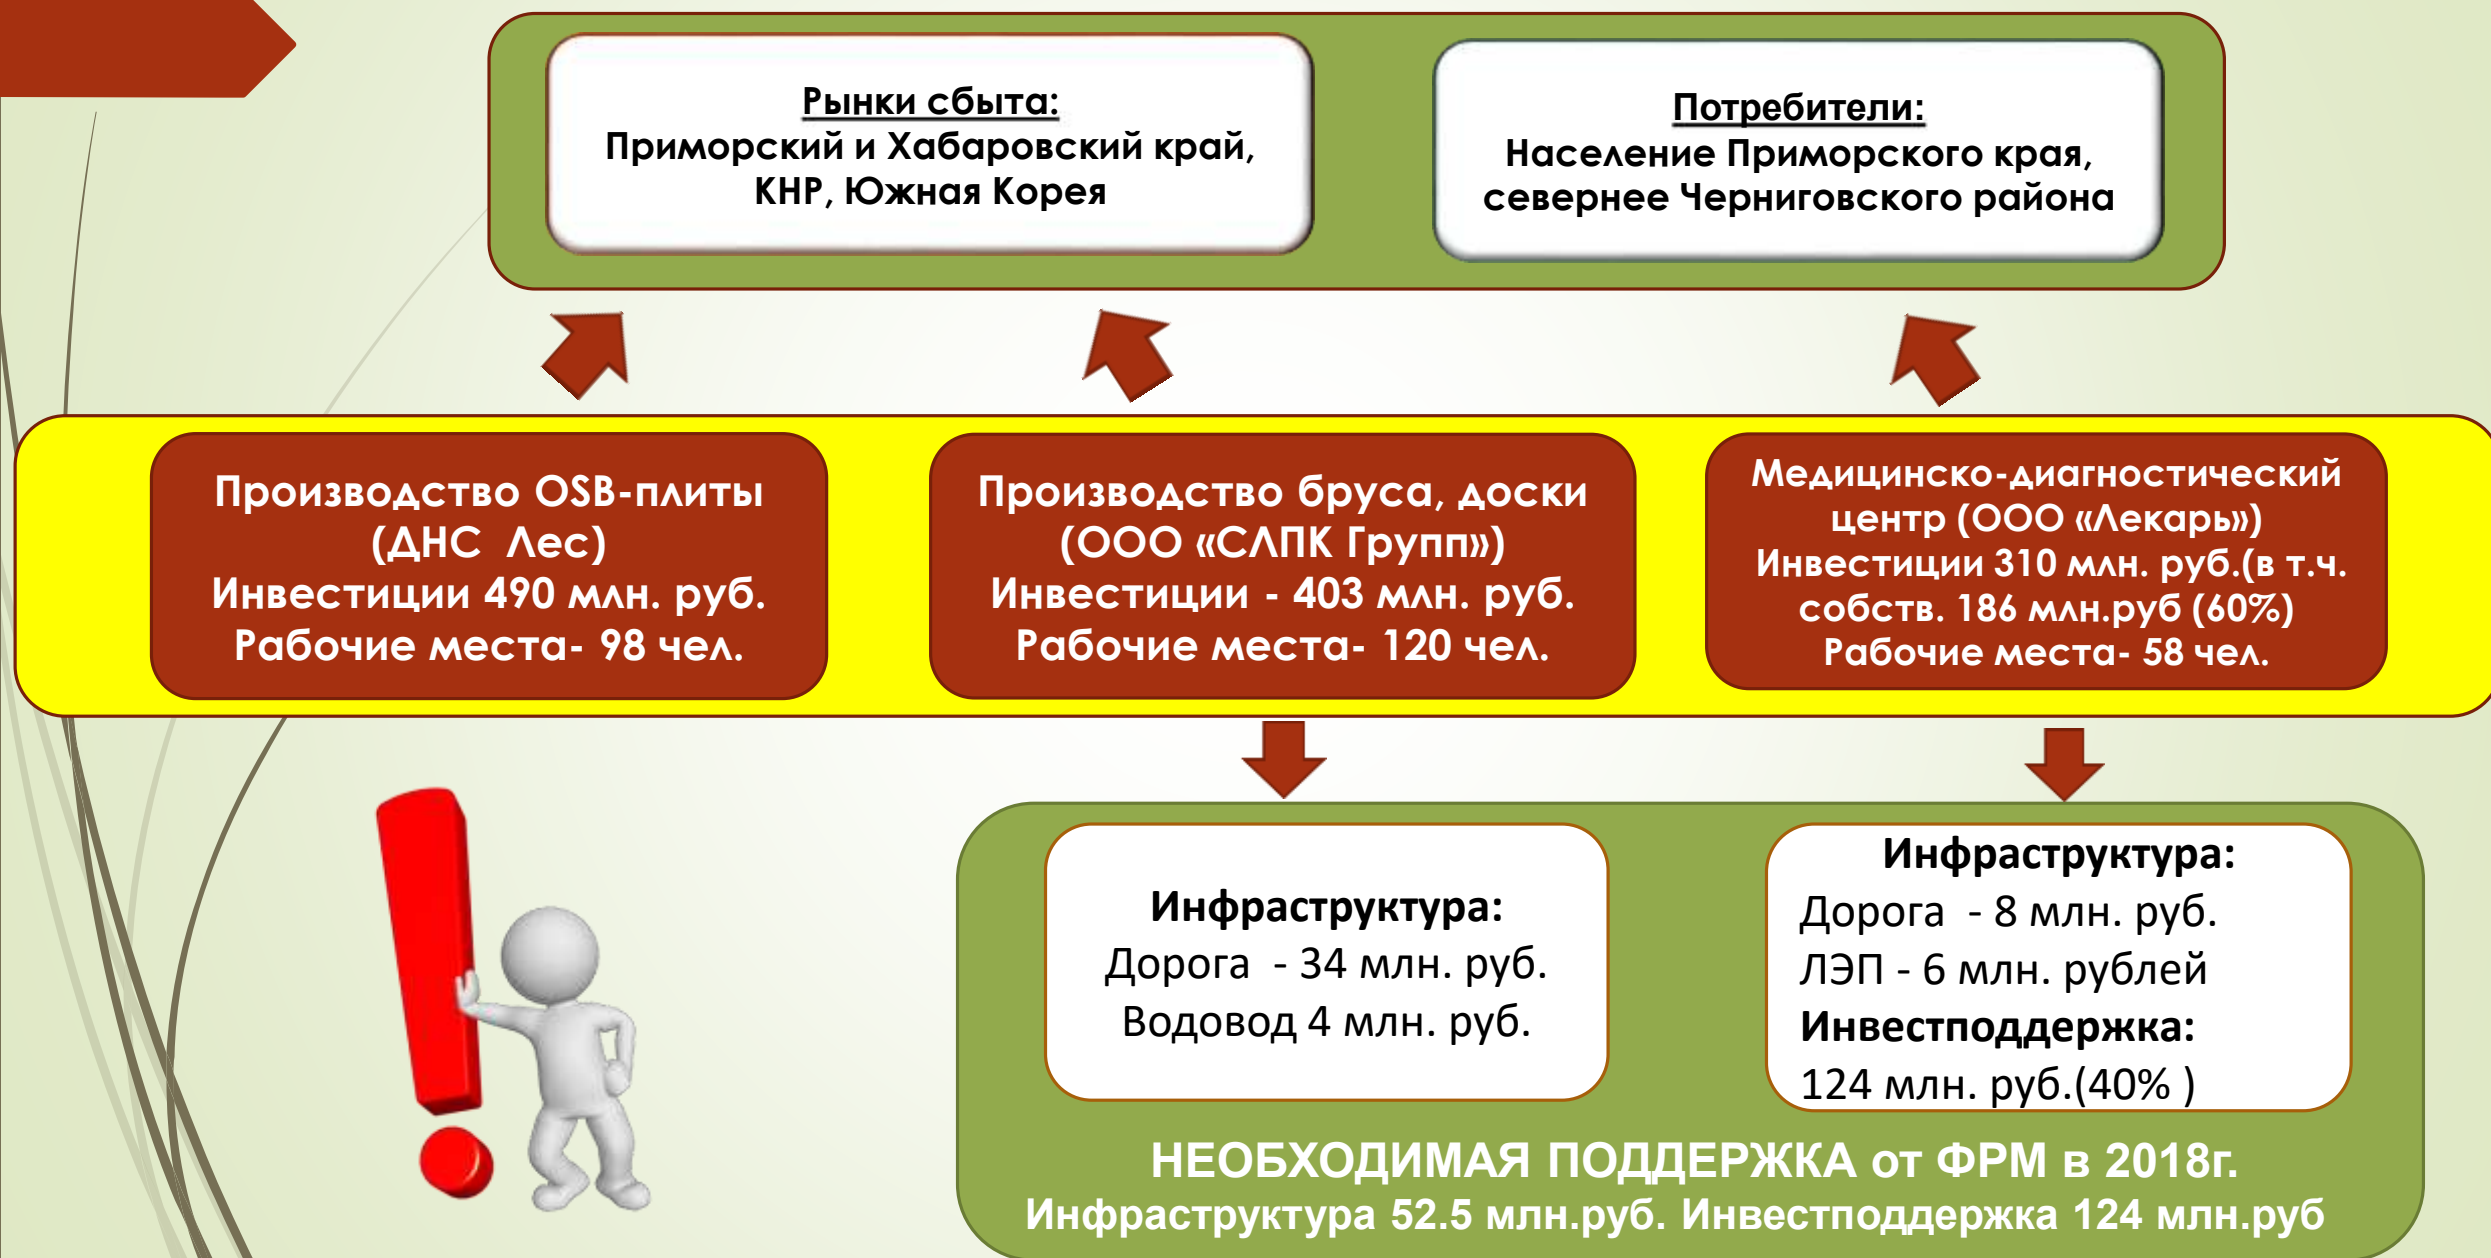 Рынки сбыта:
Приморский и Хабаровский край,
КНР, Южная Корея
Потребители:
Население Приморского края,
севернее Черниговского района
Производство OSB-плиты
(ДНС Лес)
Инвестиции 490 млн. руб.
Рабочие места- 98 чел.
Производство бруса, доски
(ООО «СЛПК Групп»)
Инвестиции - 403 млн. руб.
Рабочие места- 120 чел.
Медицинско-диагностический
центр (ООО «Лекарь»)
Инвестиции 310 млн. руб.(в т.ч.
собств. 186 млн.руб (60%)
Рабочие места- 58 чел.
Инфраструктура:
Дорога - 34 млн. руб.
Водовод 4 млн. руб.
Инфраструктура:
Дорога - 8 млн. руб.
ЛЭП - 6 млн. рублей
Инвестподдержка:
124 млн. руб.(40% )
НЕОБХОДИМАЯ ПОДДЕРЖКА от ФРМ в 2018г.
Инфраструктура 52.5 млн.руб. Инвестподдержка 124 млн.руб